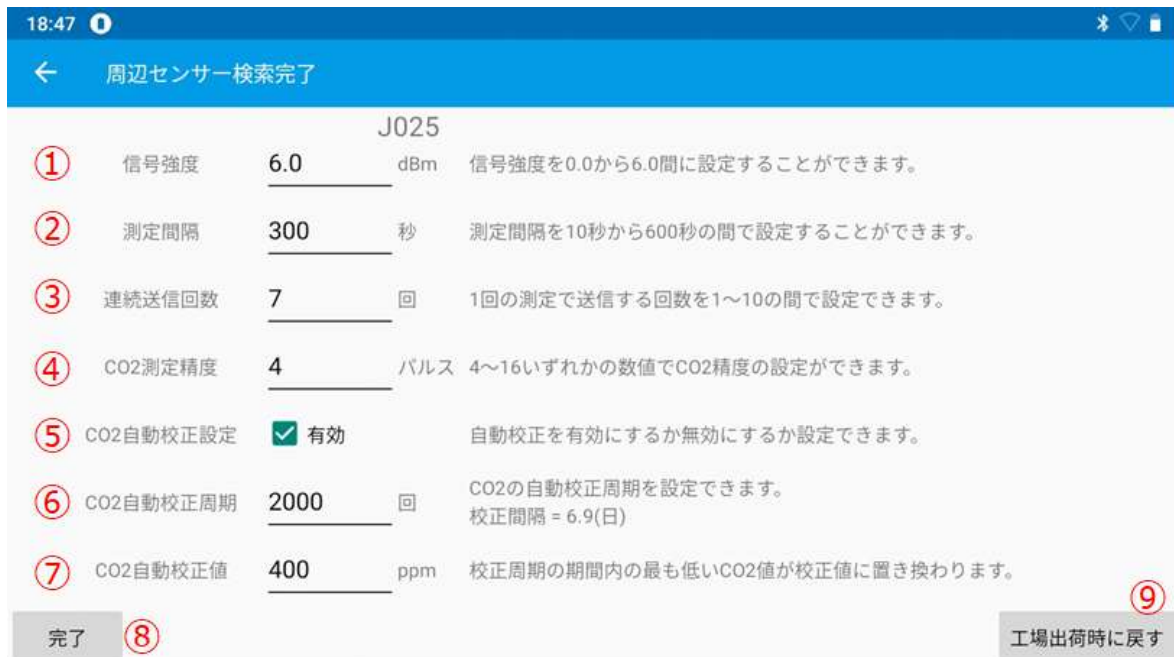 18:47
周辺センサー検索完了
J025
① 信号強度 6.0 dBm 信号強度を0.0から6.0間に設定することができます。
② 測定間隔 300 秒 測定間隔を10秒から600秒の間で設定することができます。
③ 連続送信回数 7 回 1回の測定で送信する回数を1～10の間で設定できます。
④ CO2測定精度 4 パルス 4～16いずれかの数値でCO2精度の設定ができます。
⑤ CO2自動校正設定 有効 自動校正を有効にするか無効にするか設定できます。
⑥ CO2自動校正周期 2000 回 CO2の自動校正周期を設定できます。
校正間隔 = 6.9(日)
⑦ CO2自動校正値 400 ppm 校正周期の期間内の最も低いCO2値が校正値に置き換わります。
⑨
完了 ⑧ 工場出荷時に戻す